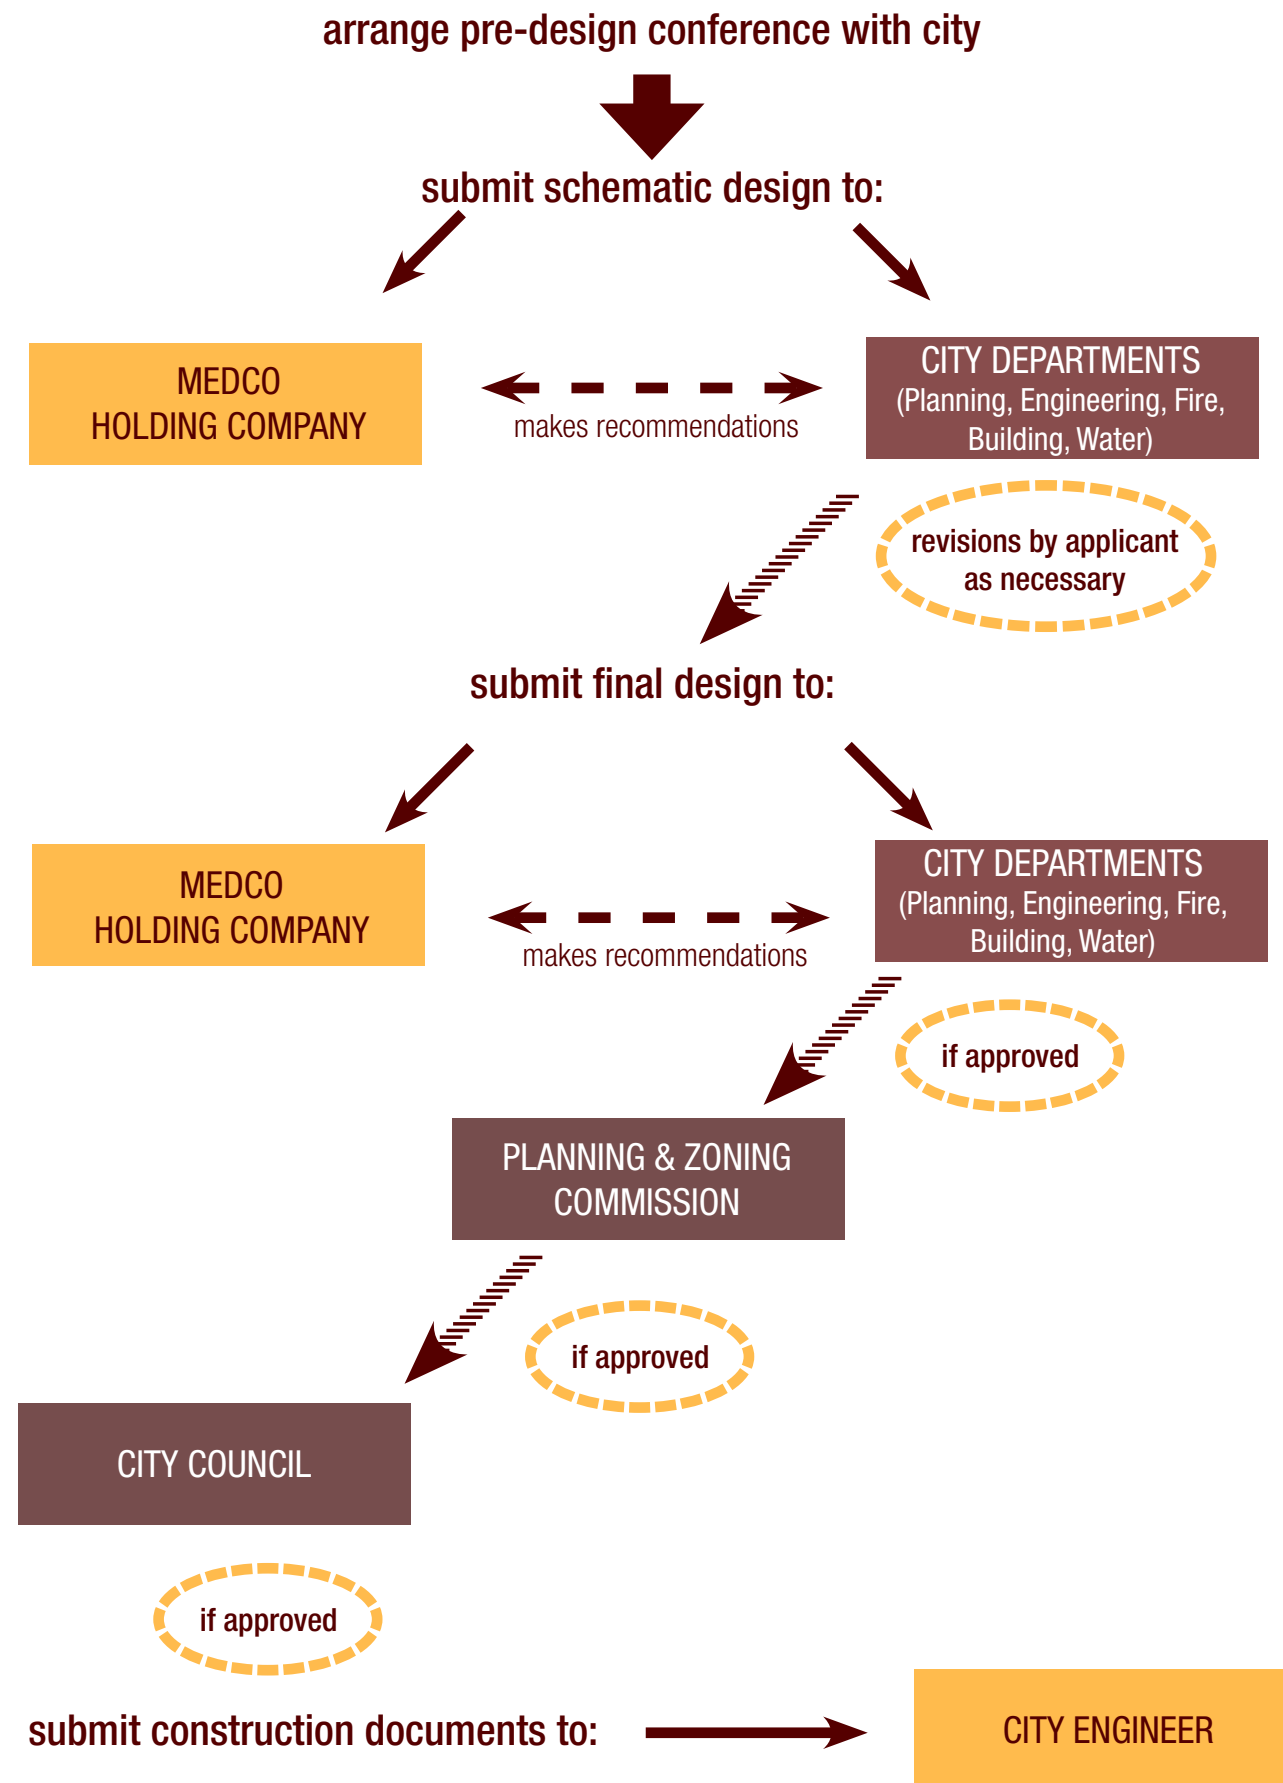 arrange pre-design conference with city
submit schematic design to:
MEDCO
HOLDING COMPANY
makes recommendations
CITY DEPARTMENTS
(Planning, Engineering, Fire,
Building, Water)
revisions by applicant
as necessary
submit final design to:
MEDCO
HOLDING COMPANY
makes recommendations
CITY DEPARTMENTS
(Planning, Engineering, Fire,
Building, Water)
if approved
PLANNING & ZONING
COMMISSION
if approved
CITY COUNCIL
if approved
submit construction documents to:
CITY ENGINEER